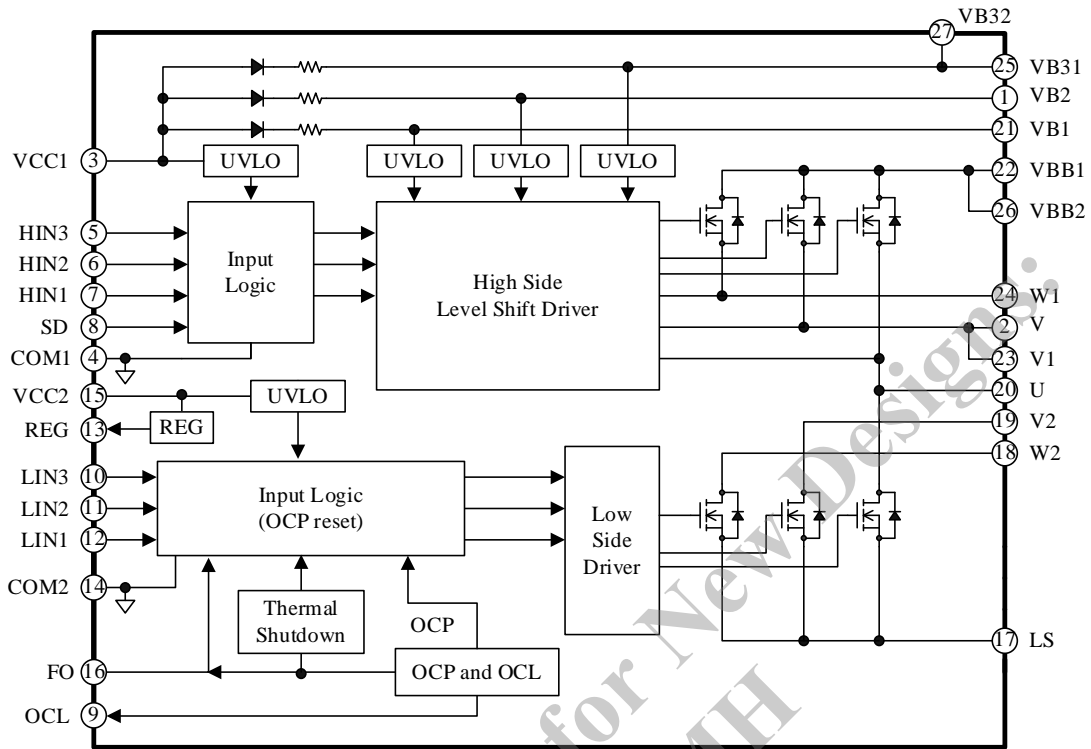 VB32
27
25 VB31
1 VB2
21 VB1
VCC1 3
UVLO UVLO UVLO UVLO
22 VBB1
26 VBB2
HIN3 5
HIN2 6
HIN1 7
SD 8
COM1 4
Input
Logic
High Side
Level Shift Driver
24 W1
2 V
23 V1
20 U
19 V2
18 W2
VCC2 15
UVLO
REG 13
REG
LIN3 10
LIN2 11
LIN1 12
COM2 14
Input Logic
(OCP reset)
Low
Side
Driver
Thermal
Shutdown
OCP
17 LS
FO 16
OCP and OCL
OCL 9
for New Designs: